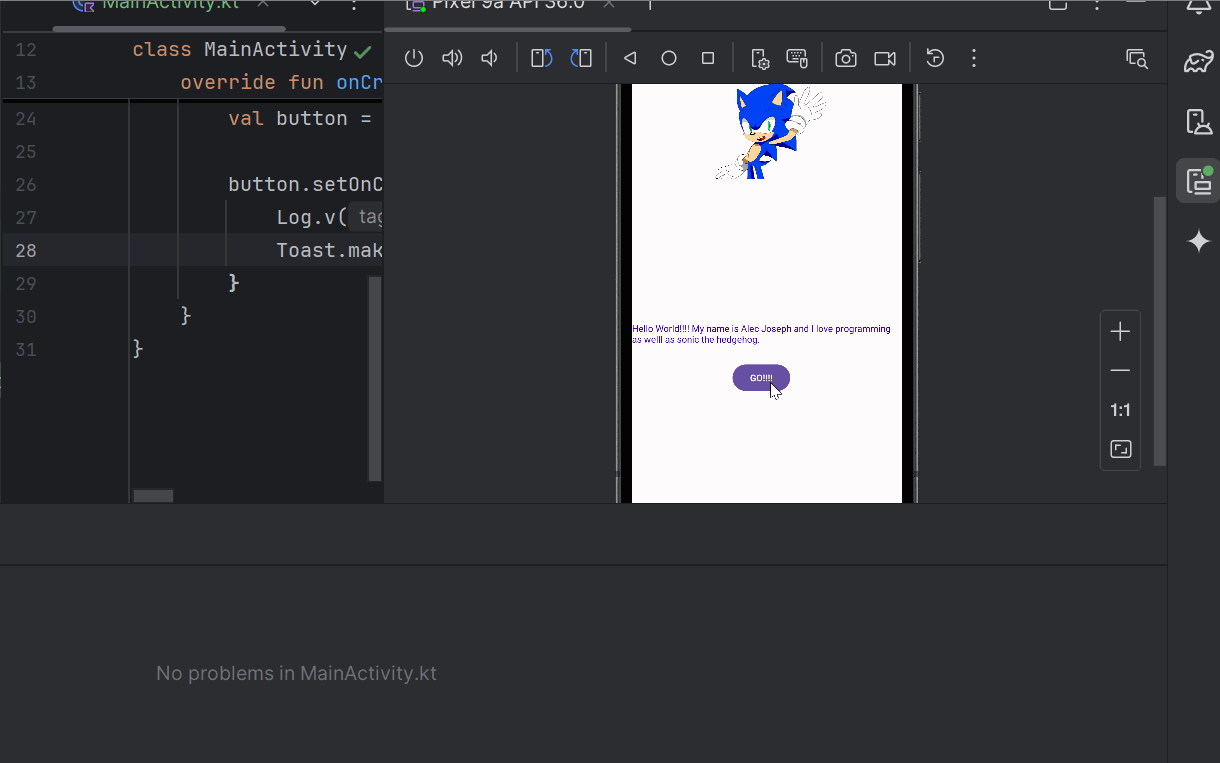 MainActivity.kt
Pixel 9a API 36.0
12 class MainActivity
13 override fun onCr
24 val button =
25
26 button.setOnC
27 Log.v( tag
28 Toast.mak
29 }
30 }
31 }
Hello World!!!! My name is Alec Joseph and I love programming
as welll as sonic the hedgehog.
GO!!!!
1:1
No problems in MainActivity.kt